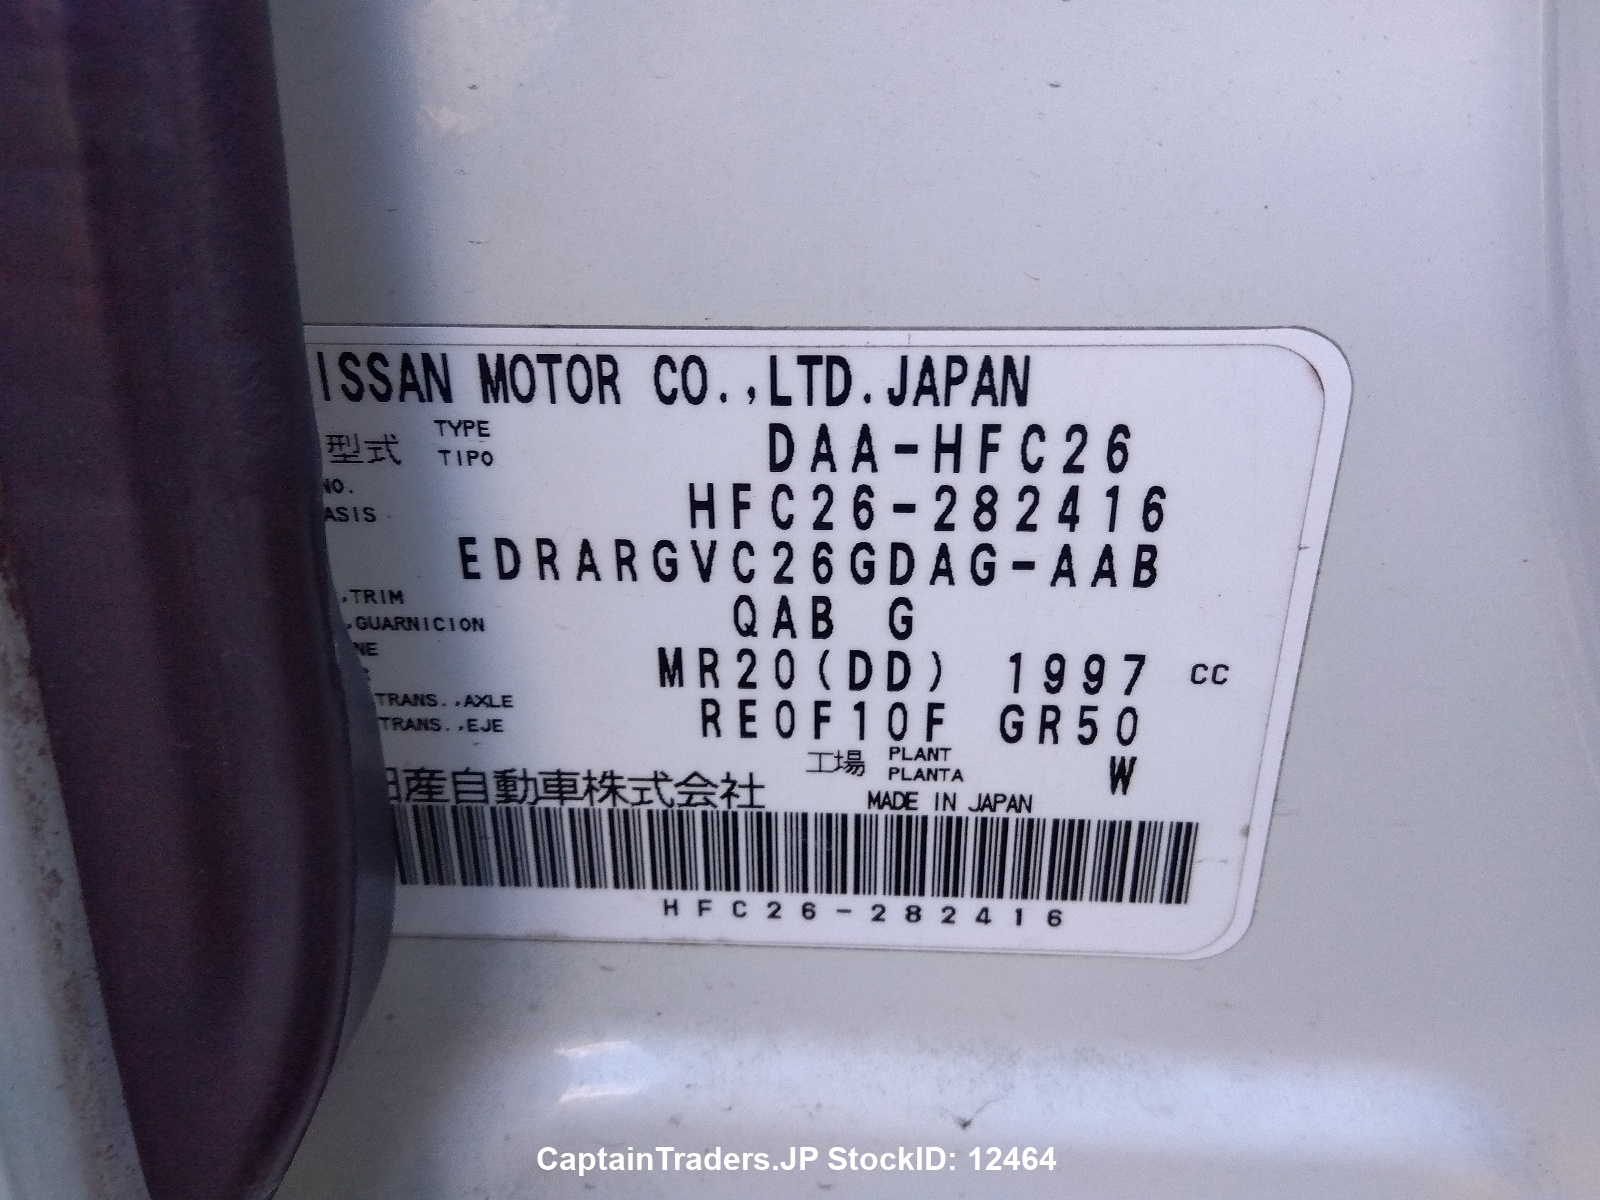 ISSAN MOTOR CO.,LTD.JAPAN
型式 TYPE DAA-HFC26
TIPO
NO. HFC26-282416
ASIS
EDRARGVC26GDAG-AAB
,TRIM QAB G
,GUARNICION
NE MR20(DD) 1997 CC
R
TRANS.,AXLE RE0F10F GR50
TRANS.,EJE
工場 PLANT W
PLANTA
日産自動車株式会社 MADE IN JAPAN
HFC26-282416
CaptainTraders.JP StockID: 12464